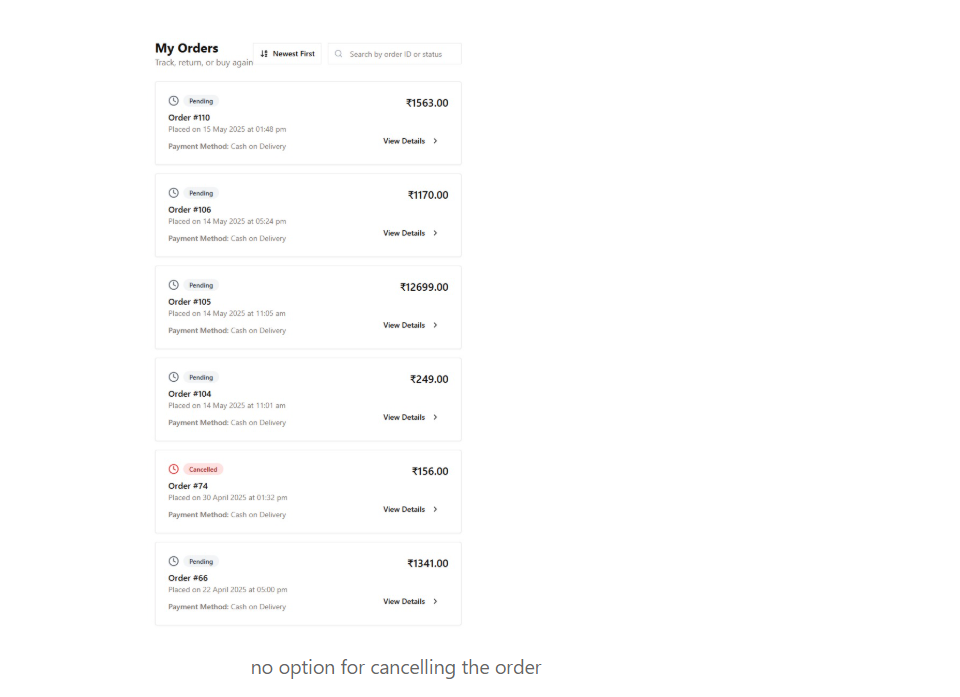 My Orders
Track, return, or buy again
Newest First
Search by order ID or status
Pending
₹1563.00
Order #110
Placed on 15 May 2025 at 01:48 pm
View Details
Payment Method: Cash on Delivery
Pending
₹1170.00
Order #106
Placed on 14 May 2025 at 05:24 pm
View Details
Payment Method: Cash on Delivery
Pending
₹12699.00
Order #105
Placed on 14 May 2025 at 11:05 am
View Details
Payment Method: Cash on Delivery
Pending
₹249.00
Order #104
Placed on 14 May 2025 at 11:01 am
View Details
Payment Method: Cash on Delivery
Cancelled
₹156.00
Order #74
Placed on 30 April 2025 at 01:32 pm
View Details
Payment Method: Cash on Delivery
Pending
₹1341.00
Order #66
Placed on 22 April 2025 at 05:00 pm
View Details
Payment Method: Cash on Delivery
no option for cancelling the order